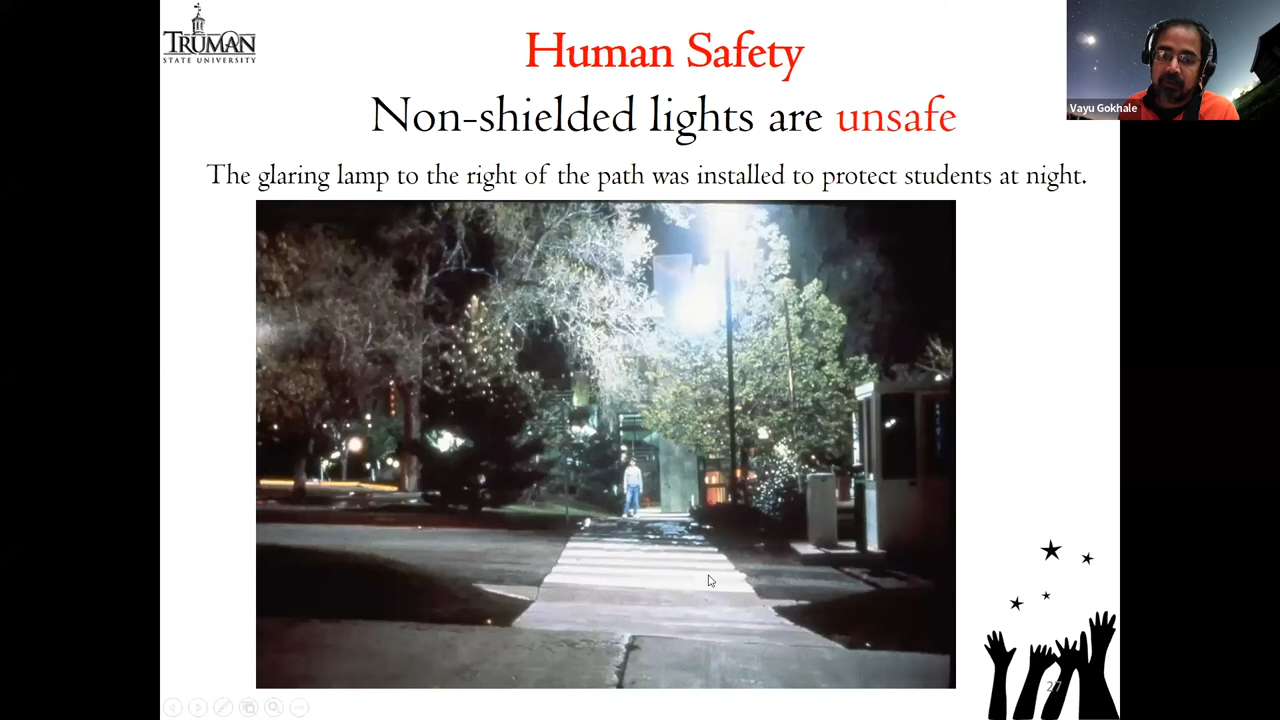 TRUMAN
STATE UNIVERSITY
Human Safety
Non-shielded lights are unsafe
The glaring lamp to the right of the path was installed to protect students at night.
Vayu Gokhale
27